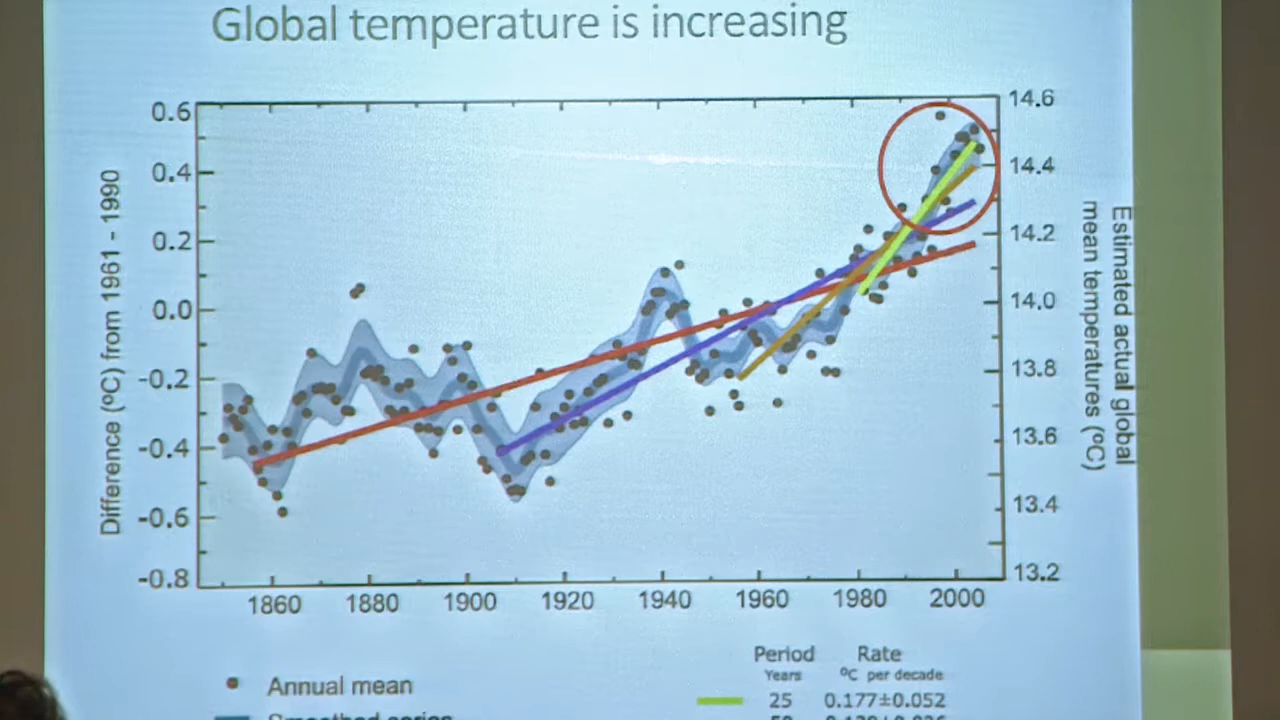 Global temperature is increasing
0.6
0.4
0.2
0.0
-0.2
-0.4
-0.6
-0.8
Difference (ºC) from 1961 - 1990
14.6
14.4
14.2
14.0
13.8
13.6
13.4
13.2
Estimated actual global
mean temperatures (ºC)
1860 1880 1900 1920 1940 1960 1980 2000
Annual mean
Smoothed series
Period Rate
Years ºC per decade
25 0.177±0.052